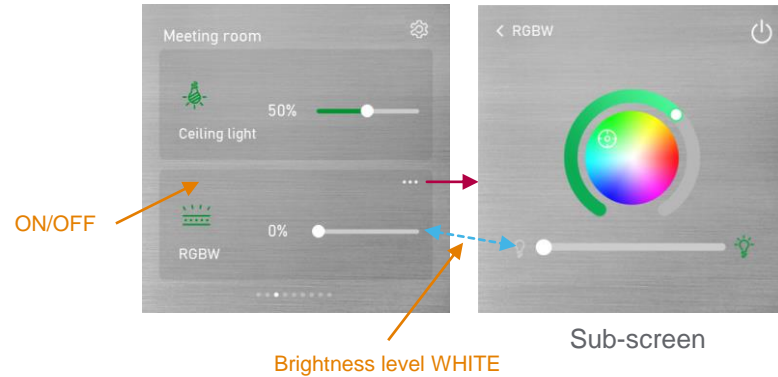 Meeting room
50%
Ceiling light
ON/OFF
0%
RGBW
< RGBW
Sub-screen
Brightness level WHITE